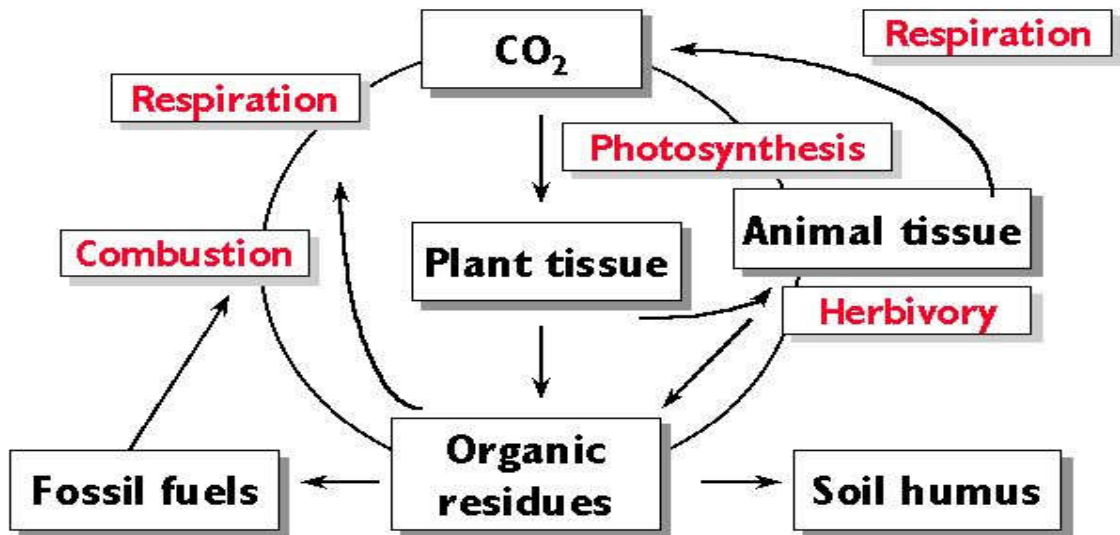 CO₂
Respiration
Respiration
Photosynthesis
Combustion
Plant tissue
Animal tissue
Herbivory
Fossil fuels
Organic
residues
Soil humus